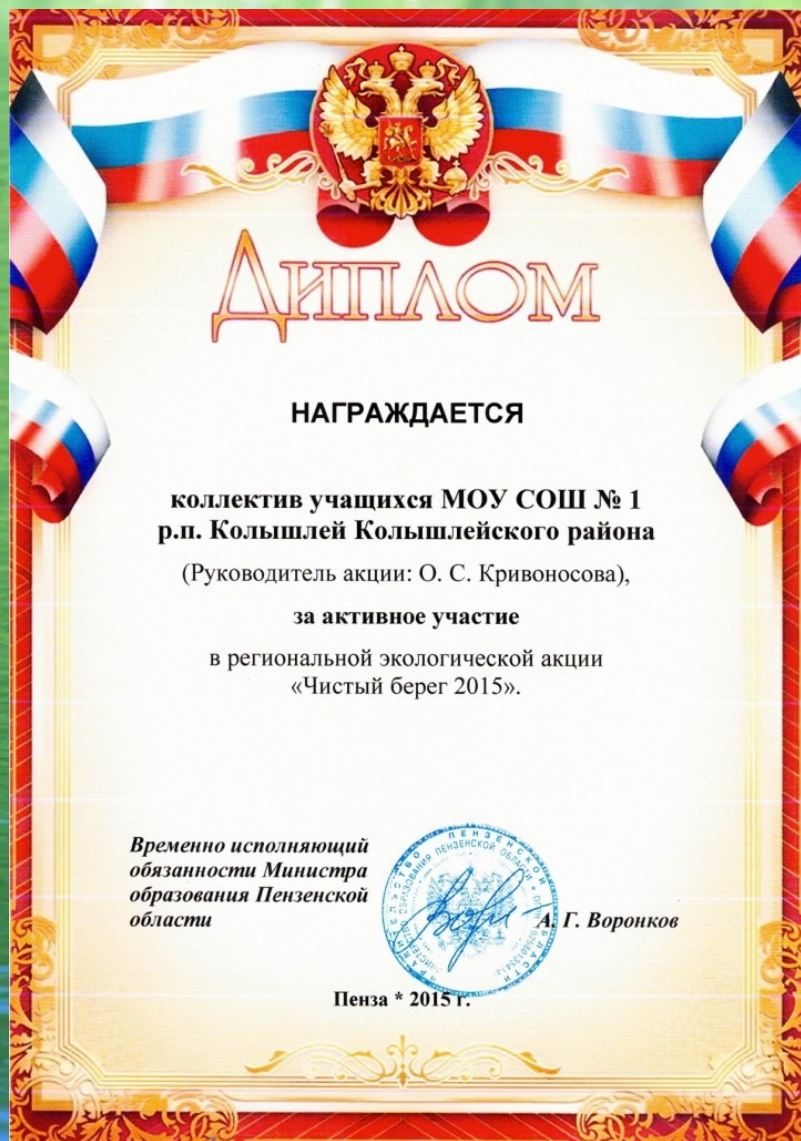 Диплом
НАГРАЖДАЕТСЯ
коллектив учащихся МОУ СОШ № 1
р.п. Колышлей Колышлейского района
(Руководитель акции: О. С. Кривоносова),
за активное участие
в региональной экологической акции
«Чистый берег 2015».
Временно исполняющий
обязанности Министра
образования Пензенской
области
А. Г. Воронков
Пенза * 2015 г.